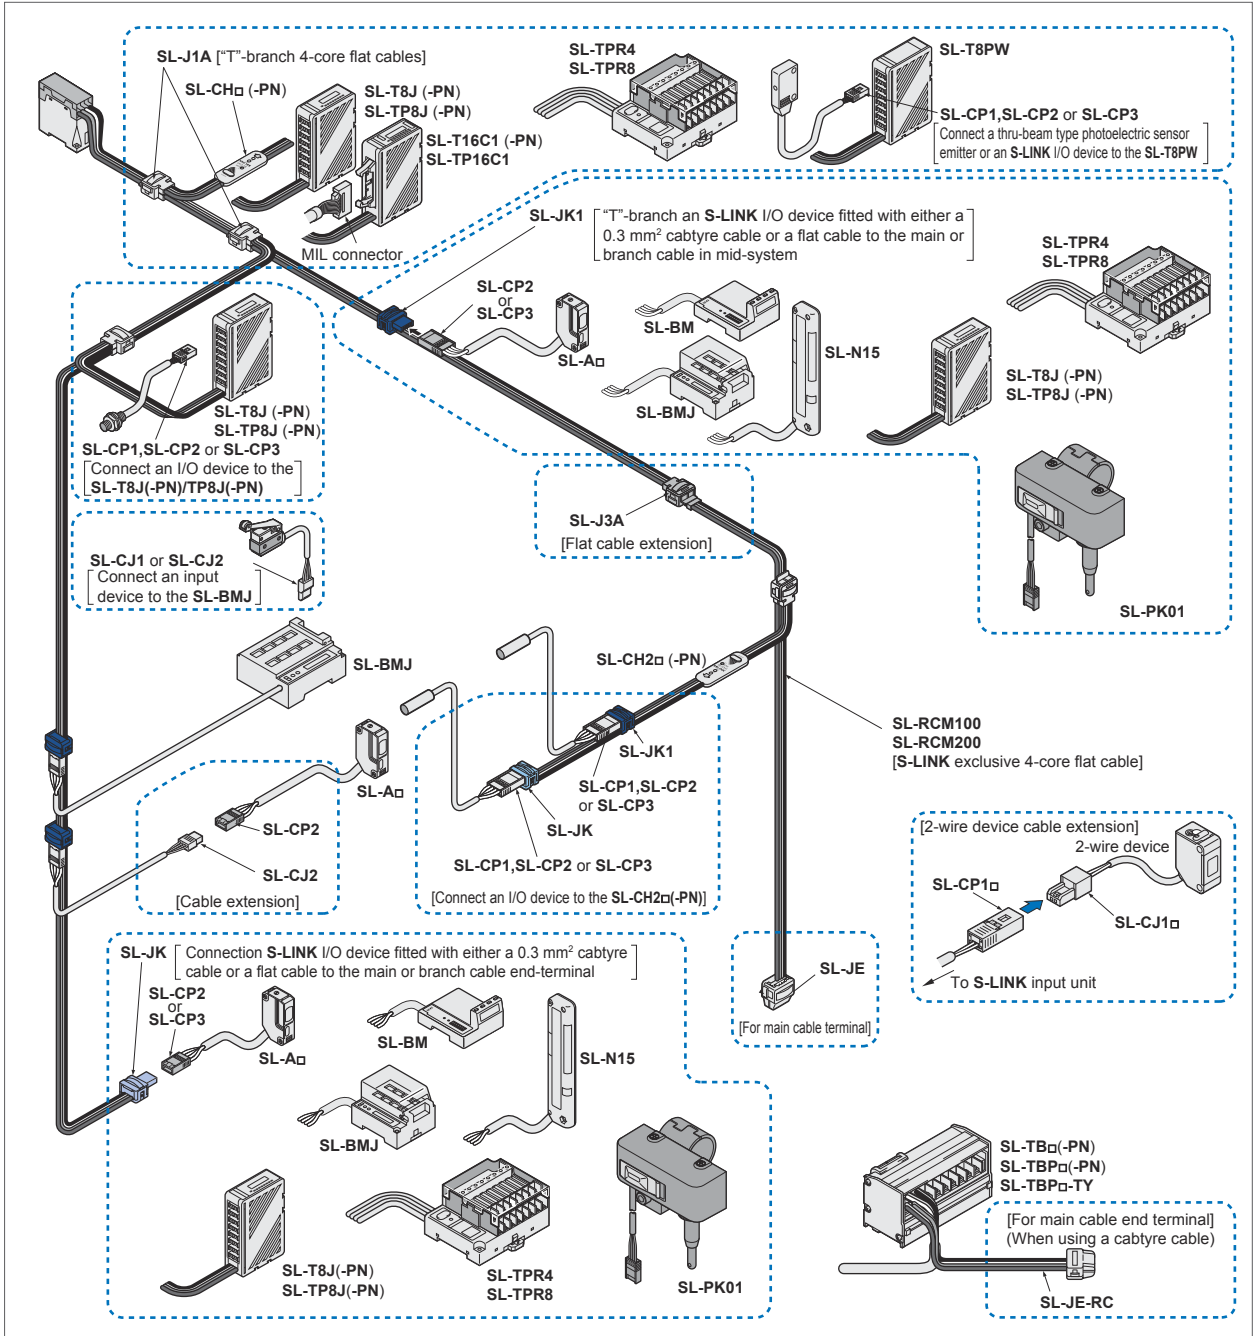 SL-J1A ["T"-branch 4-core flat cables]
SL-CH□ (-PN)
SL-T8J (-PN)
SL-TP8J (-PN)
SL-T16C1 (-PN)
SL-TP16C1
MIL connector
SL-TPR4
SL-TPR8
SL-T8PW
SL-CP1,SL-CP2 or SL-CP3
[Connect a thru-beam type photoelectric sensor
emitter or an S-LINK I/O device to the SL-T8PW]
SL-JK1
["T"-branch an S-LINK I/O device fitted with either a
0.3 mm² cabtyre cable or a flat cable to the main or
branch cable in mid-system]
SL-CP2
or
SL-CP3
SL-A□
SL-BM
SL-BMJ
SL-N15
SL-TPR4
SL-TPR8
SL-T8J (-PN)
SL-TP8J (-PN)
SL-PK01
SL-T8J (-PN)
SL-TP8J (-PN)
SL-CP1,SL-CP2 or SL-CP3
[Connect an I/O device to the
SL-T8J(-PN)/TP8J(-PN)]
SL-J3A
[Flat cable extension]
SL-CJ1 or SL-CJ2
[Connect an input
device to the SL-BMJ]
SL-BMJ
SL-CH2□ (-PN)
SL-JK1
SL-CP1,SL-CP2
or SL-CP3
SL-JK
SL-CP1,SL-CP2 or SL-CP3
[Connect an I/O device to the SL-CH2□(-PN)]
SL-RCM100
SL-RCM200
[S-LINK exclusive 4-core flat cable]
SL-A□
SL-CP2
SL-CJ2
[Cable extension]
[2-wire device cable extension]
2-wire device
SL-CP1□
SL-CJ1□
To S-LINK input unit
SL-JK
[Connection S-LINK I/O device fitted with either a 0.3 mm² cabtyre
cable or a flat cable to the main or branch cable end-terminal]
SL-CP2
or
SL-CP3
SL-A□
SL-BM
SL-N15
SL-BMJ
SL-T8J(-PN)
SL-TP8J(-PN)
SL-TPR4
SL-TPR8
SL-PK01
SL-JE
[For main cable terminal]
SL-TB□(-PN)
SL-TBP□(-PN)
SL-TBP□-TY
[For main cable end terminal]
(When using a cabtyre cable)
SL-JE-RC